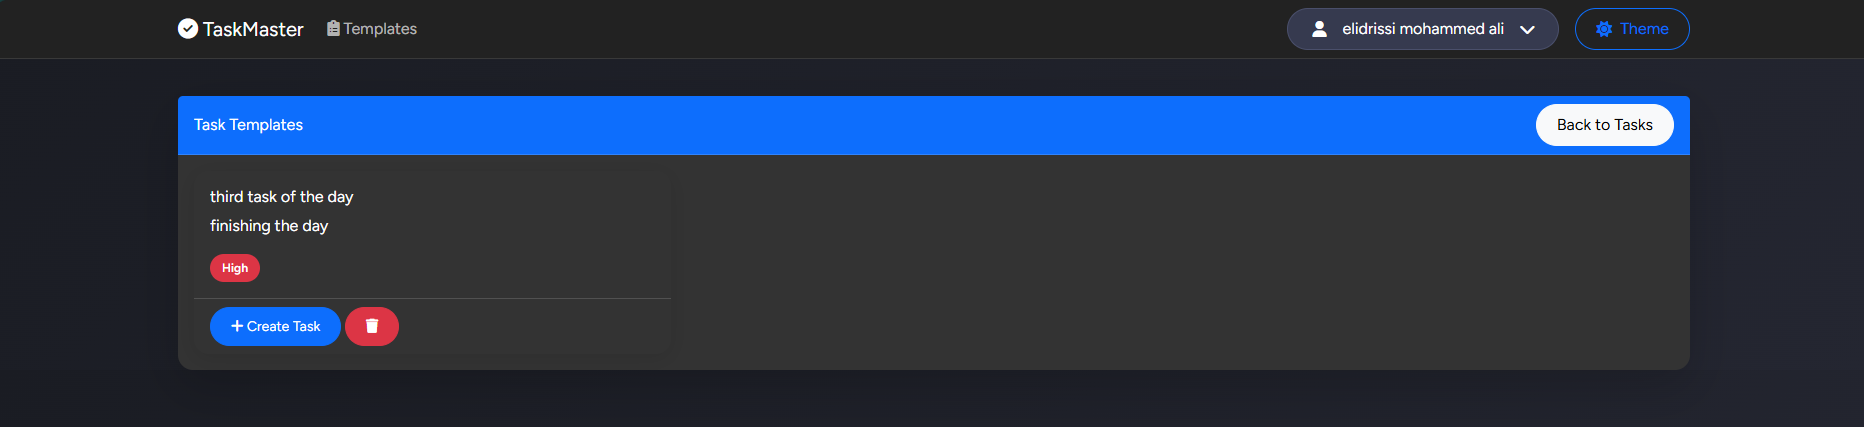 TaskMaster Templates elidrissi mohammed ali Theme
Task Templates Back to Tasks
third task of the day
finishing the day
High
Create Task